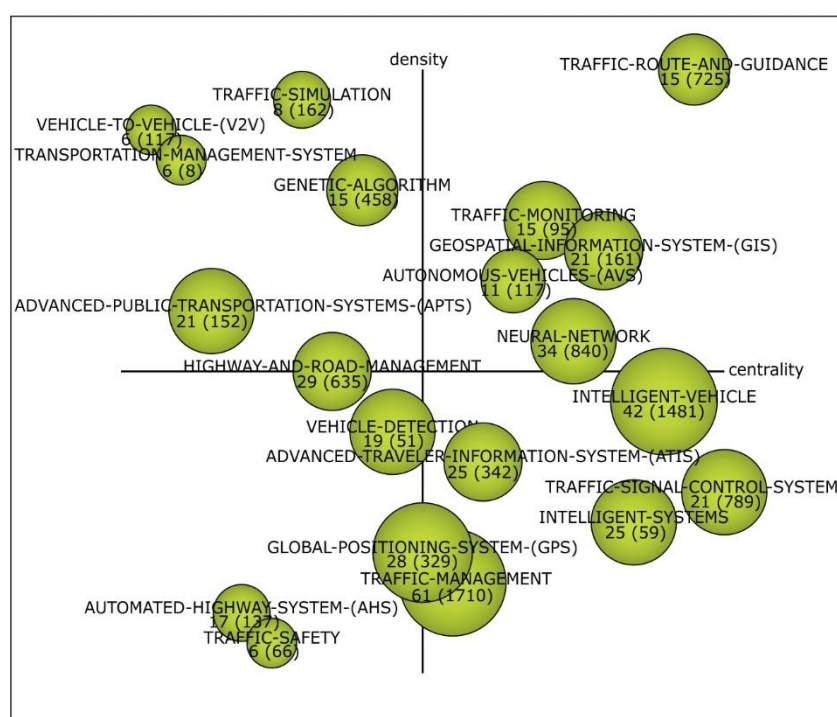 density
TRAFFIC-ROUTE-AND-GUIDANCE
15 (725)
TRAFFIC-SIMULATION
8 (162)
VEHICLE-TO-VEHICLE-(V2V)
6 (117)
TRANSPORTATION-MANAGEMENT-SYSTEM
6 (8)
GENETIC-ALGORITHM
15 (458)
TRAFFIC-MONITORING
15 (95)
GEOSPATIAL-INFORMATION-SYSTEM-(GIS)
21 (161)
AUTONOMOUS-VEHICLES-(AVS)
11 (117)
ADVANCED-PUBLIC-TRANSPORTATION-SYSTEMS-(APTS)
21 (152)
NEURAL-NETWORK
34 (840)
HIGHWAY-AND-ROAD-MANAGEMENT
29 (635)
centrality
INTELLIGENT-VEHICLE
42 (1481)
VEHICLE-DETECTION
19 (51)
ADVANCED-TRAVELER-INFORMATION-SYSTEM-(ATIS)
25 (342)
TRAFFIC-SIGNAL-CONTROL-SYSTEM
21 (789)
INTELLIGENT-SYSTEMS
25 (59)
GLOBAL-POSITIONING-SYSTEM-(GPS)
28 (329)
TRAFFIC-MANAGEMENT
61 (1710)
AUTOMATED-HIGHWAY-SYSTEM-(AHS)
17 (137)
TRAFFIC-SAFETY
6 (66)